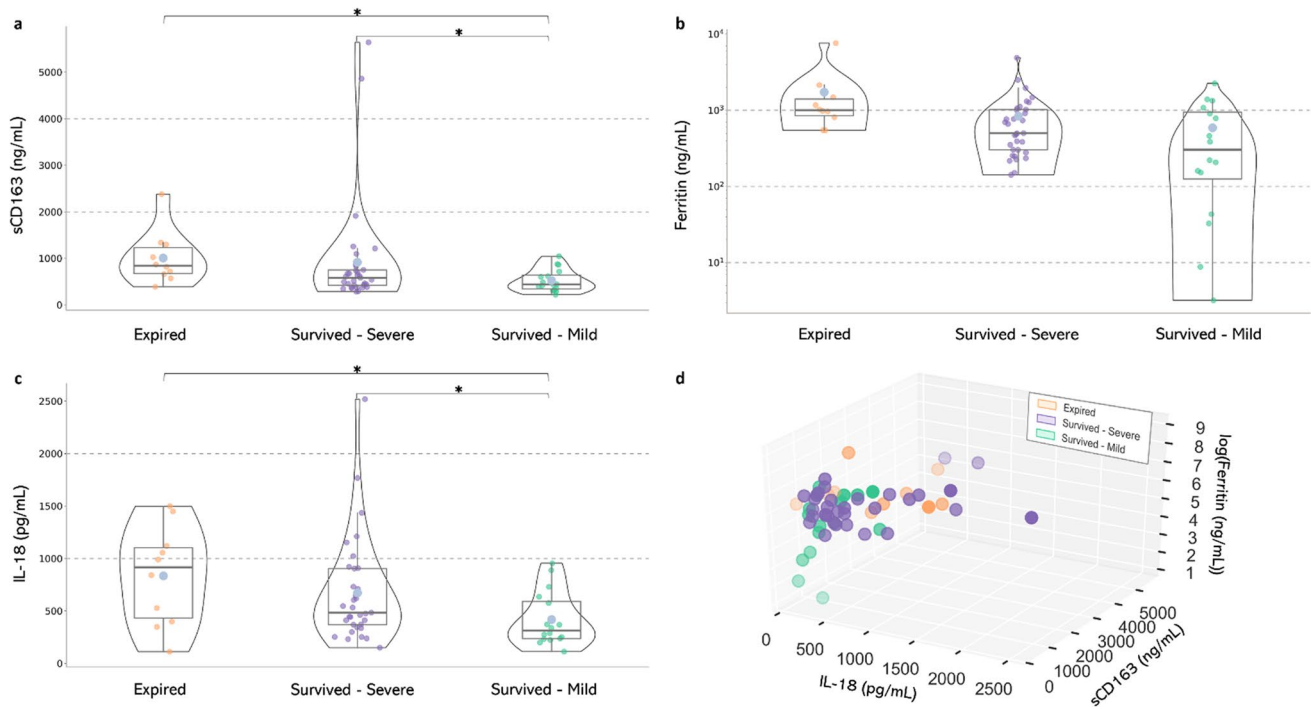 a
*
*
sCD163 (ng/mL)
5000
4000
3000
2000
1000
0
Expired
Survived - Severe
Survived - Mild
b
Ferritin (ng/mL)
10⁴
10³
10²
10¹
Expired
Survived - Severe
Survived - Mild
c
*
*
IL-18 (pg/mL)
2500
2000
1500
1000
500
0
Expired
Survived - Severe
Survived - Mild
d
Expired
Survived - Severe
Survived - Mild
9
8
7
6
5
4
3
2
1
log(Ferritin (ng/mL))
0
500
1000
1500
2000
2500
IL-18 (pg/mL)
0
1000
2000
3000
4000
5000
sCD163 (ng/mL)